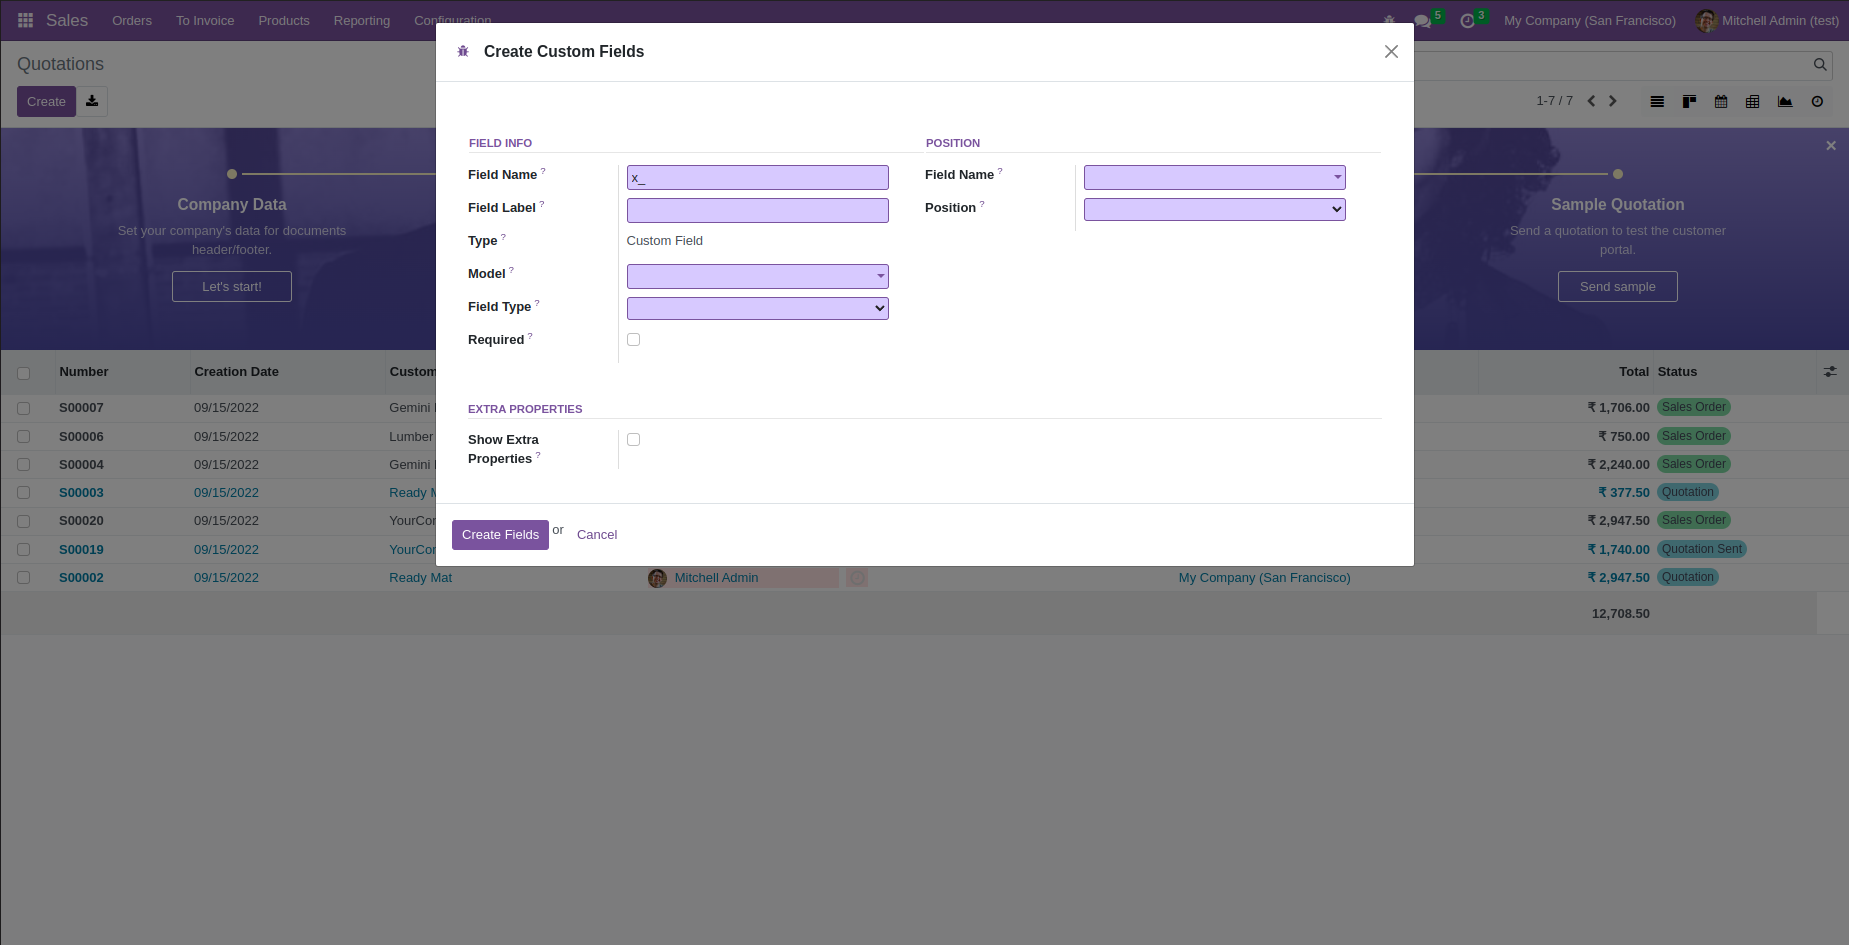 Sales Orders To Invoice Products Reporting Configuration 5 3 My Company (San Francisco) Mitchell Admin (test)
Quotations
Create
1-7 / 7
Create Custom Fields
FIELD INFO
Field Name ?
x_
Field Label ?
Type ?
Custom Field
Model ?
Field Type ?
Required ?
POSITION
Field Name ?
Position ?
EXTRA PROPERTIES
Show Extra
Properties ?
Create Fields or Cancel
Company Data
Set your company's data for documents
header/footer.
Let's start!
Sample Quotation
Send a quotation to test the customer
portal.
Send sample
Number Creation Date Custom Total Status
S00007 09/15/2022 Gemini ₹ 1,706.00 Sales Order
S00006 09/15/2022 Lumber ₹ 750.00 Sales Order
S00004 09/15/2022 Gemini ₹ 2,240.00 Sales Order
S00003 09/15/2022 Ready ₹ 377.50 Quotation
S00020 09/15/2022 YourCo ₹ 2,947.50 Sales Order
S00019 09/15/2022 YourCo ₹ 1,740.00 Quotation Sent
S00002 09/15/2022 Ready Mat Mitchell Admin My Company (San Francisco) ₹ 2,947.50 Quotation
12,708.50